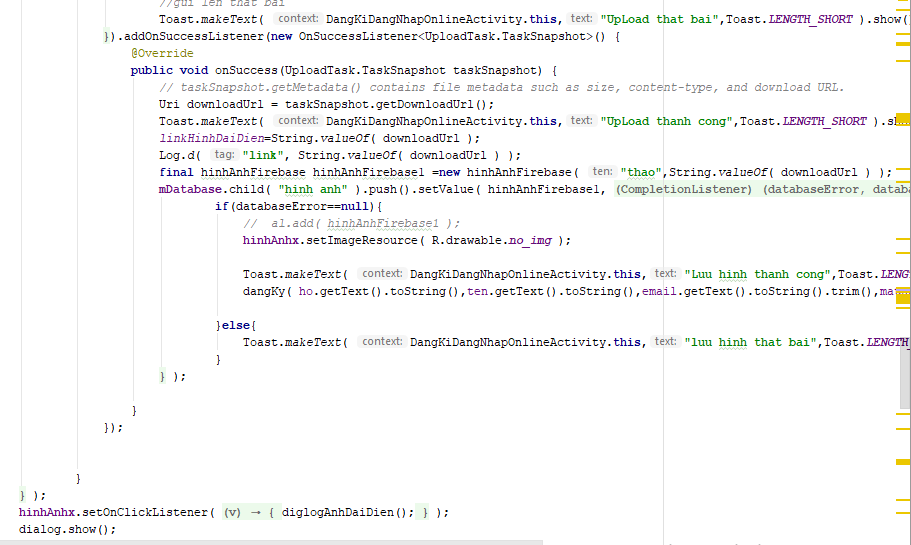 //gui len that bai
Toast.makeText( context: DangKiDangNhapOnlineActivity.this, text: "UpLoad that bai",Toast.LENGTH_SHORT ).show(
}).addOnSuccessListener(new OnSuccessListener<UploadTask.TaskSnapshot>() {
@Override
public void onSuccess(UploadTask.TaskSnapshot taskSnapshot) {
// taskSnapshot.getMetadata() contains file metadata such as size, content-type, and download URL.
Uri downloadUrl = taskSnapshot.getDownloadUrl();
Toast.makeText( context: DangKiDangNhapOnlineActivity.this, text: "UpLoad thanh cong",Toast.LENGTH_SHORT ).sh
linkHinhDaiDien=String.valueOf( downloadUrl );
Log.d( tag: "link", String.valueOf( downloadUrl ) );
final hinhAnhFirebase hinhAnhFirebase1 =new hinhAnhFirebase( ten: "thao",String.valueOf( downloadUrl ) );
mDatabase.child( "hinh anh" ).push().setValue( hinhAnhFirebase1, (CompletionListener) (databaseError, databa
if(databaseError==null){
// al.add( hinhAnhFirebase1 );
hinhAnhx.setImageResource( R.drawable.no_img );
Toast.makeText( context: DangKiDangNhapOnlineActivity.this, text: "Luu hinh thanh cong",Toast.LENG
dangKy( ho.getText().toString(),ten.getText().toString(),email.getText().toString().trim(),ma
}else{
Toast.makeText( context: DangKiDangNhapOnlineActivity.this, text: "luu hinh that bai",Toast.LENGTH_
}
} );
}
});
}
} );
hinhAnhx.setOnClickListener( (v) → { diglogAnhDaiDien(); } );
dialog.show();